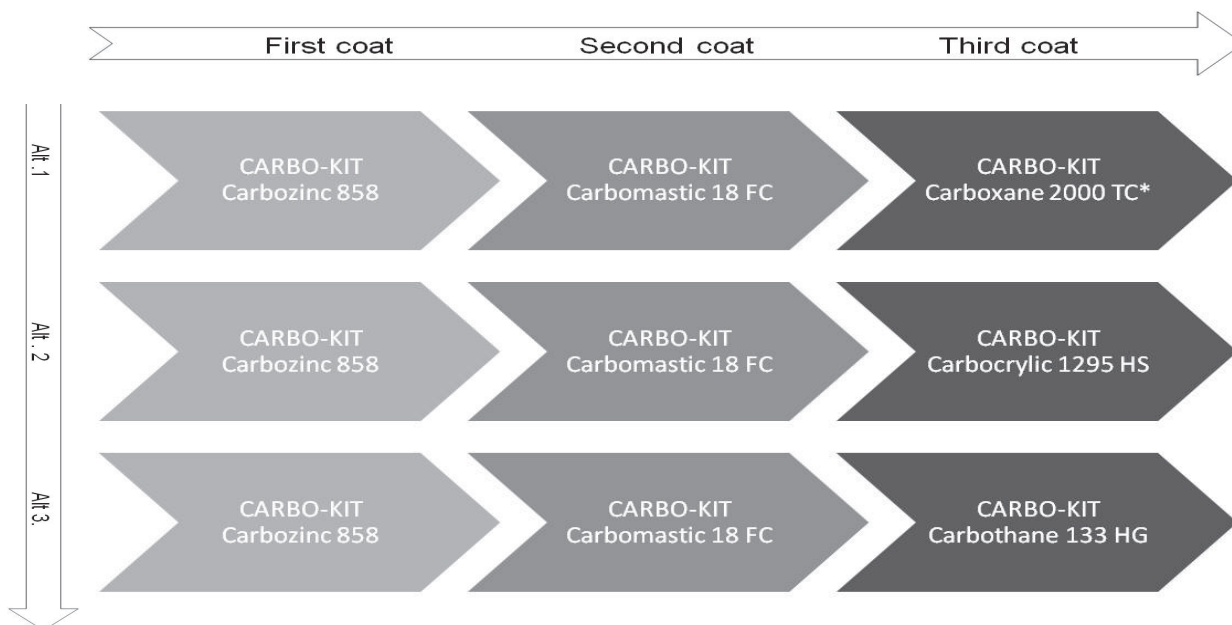 First coat
Second coat
Third coat
Alt .1
CARBO-KIT
Carbozinc 858
CARBO-KIT
Carbomastic 18 FC
CARBO-KIT
Carboxane 2000 TC*
Alt . 2
CARBO-KIT
Carbozinc 858
CARBO-KIT
Carbomastic 18 FC
CARBO-KIT
Carbocrylic 1295 HS
Alt 3.
CARBO-KIT
Carbozinc 858
CARBO-KIT
Carbomastic 18 FC
CARBO-KIT
Carbothane 133 HG